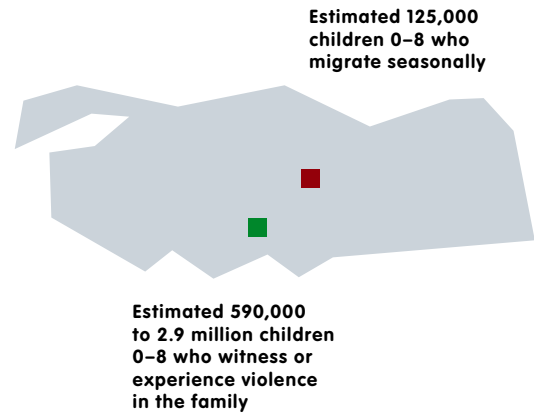 Estimated 125,000
children 0–8 who
migrate seasonally
Estimated 590,000
to 2.9 million children
0–8 who witness or
experience violence
in the family